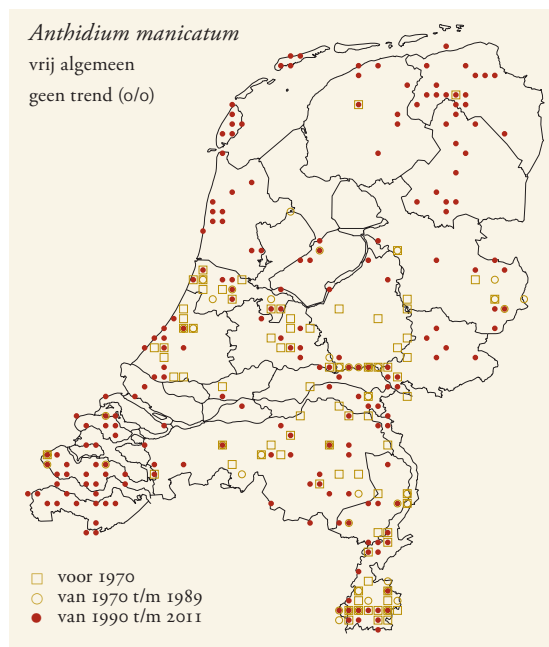 Anthidium manicatum
vrij algemeen
geen trend (0/0)
voor 1970
van 1970 t/m 1989
van 1990 t/m 2011